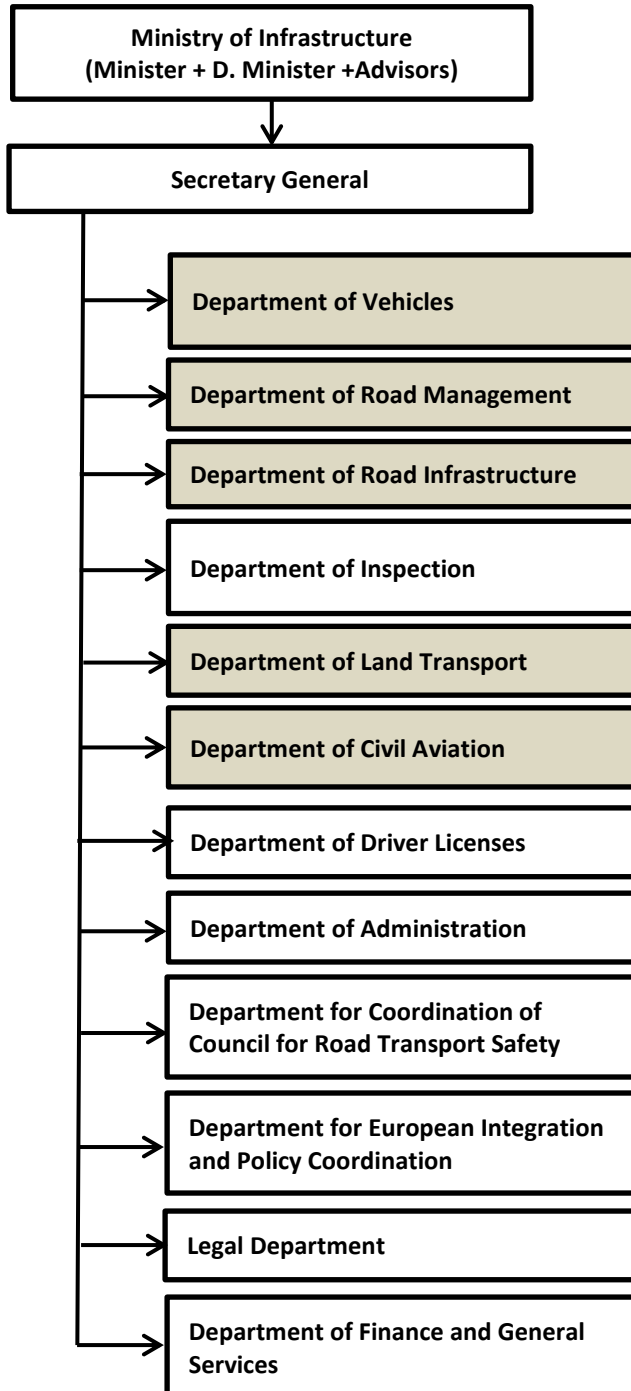 Ministry of Infrastructure
(Minister + D. Minister +Advisors)
Secretary General
Department of Vehicles
Department of Road Management
Department of Road Infrastructure
Department of Inspection
Department of Land Transport
Department of Civil Aviation
Department of Driver Licenses
Department of Administration
Department for Coordination of
Council for Road Transport Safety
Department for European Integration
and Policy Coordination
Legal Department
Department of Finance and General
Services